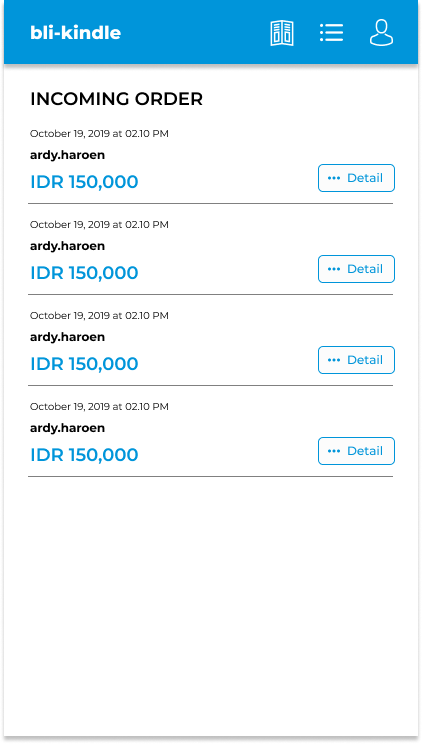 bli-kindle
INCOMING ORDER
October 19, 2019 at 02.10 PM
ardy.haroen
IDR 150,000
••• Detail
October 19, 2019 at 02.10 PM
ardy.haroen
IDR 150,000
••• Detail
October 19, 2019 at 02.10 PM
ardy.haroen
IDR 150,000
••• Detail
October 19, 2019 at 02.10 PM
ardy.haroen
IDR 150,000
••• Detail